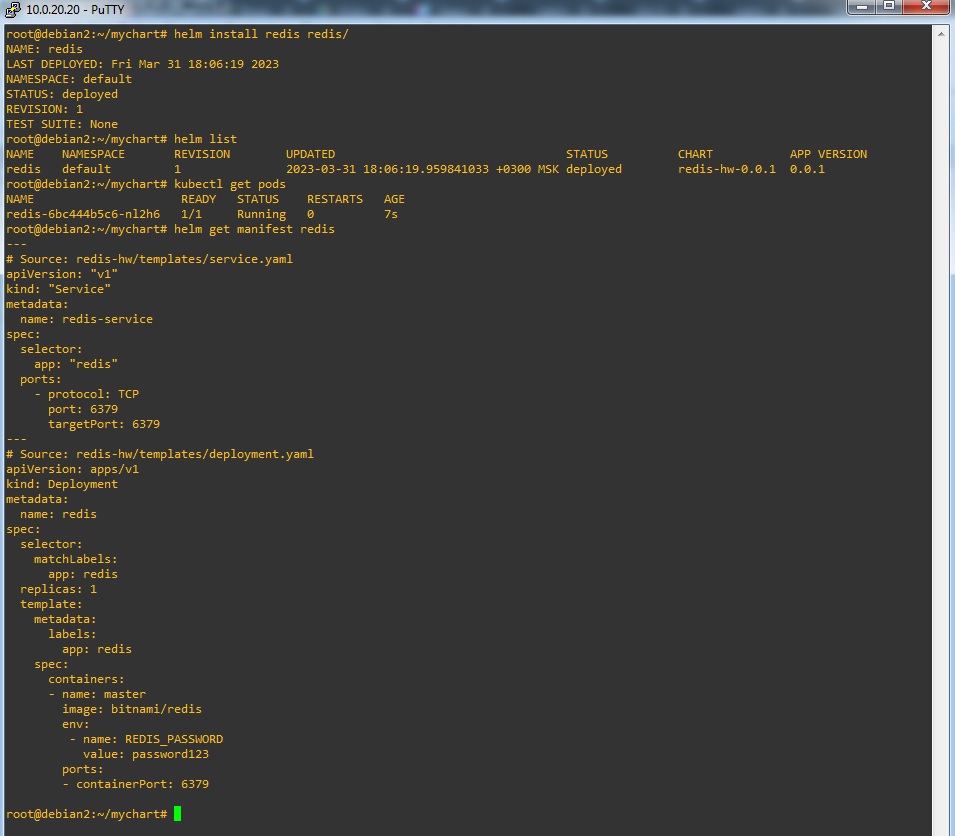 10.0.20.20 - PuTTY
root@debian2:~/mychart# helm install redis redis/
NAME: redis
LAST DEPLOYED: Fri Mar 31 18:06:19 2023
NAMESPACE: default
STATUS: deployed
REVISION: 1
TEST SUITE: None
root@debian2:~/mychart# helm list
NAME    NAMESPACE       REVISION        UPDATED                                 STATUS          CHART           APP VERSION
redis   default         1               2023-03-31 18:06:19.959841033 +0300 MSK deployed        redis-hw-0.0.1  0.0.1
root@debian2:~/mychart# kubectl get pods
NAME                     READY   STATUS    RESTARTS   AGE
redis-6bc444b5c6-nl2h6   1/1     Running   0          7s
root@debian2:~/mychart# helm get manifest redis
---
# Source: redis-hw/templates/service.yaml
apiVersion: "v1"
kind: "Service"
metadata:
  name: redis-service
spec:
  selector:
    app: "redis"
  ports:
    - protocol: TCP
      port: 6379
      targetPort: 6379
---
# Source: redis-hw/templates/deployment.yaml
apiVersion: apps/v1
kind: Deployment
metadata:
  name: redis
spec:
  selector:
    matchLabels:
      app: redis
  replicas: 1
  template:
    metadata:
      labels:
        app: redis
    spec:
      containers:
      - name: master
        image: bitnami/redis
        env:
         - name: REDIS_PASSWORD
           value: password123
        ports:
        - containerPort: 6379
root@debian2:~/mychart#